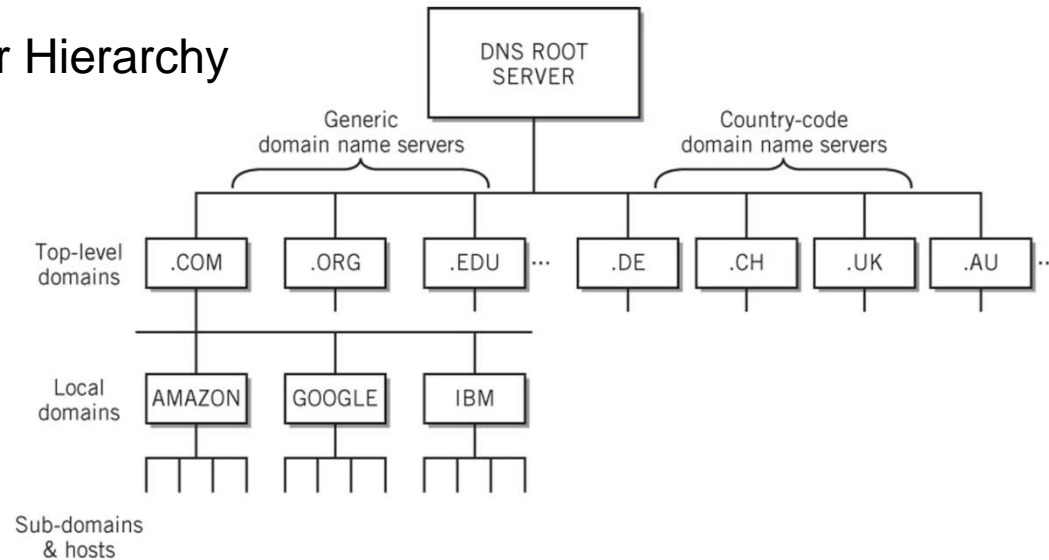 r Hierarchy
DNS ROOT
SERVER
Generic
domain name servers
Country-code
domain name servers
Top-level
domains
.COM
.ORG
.EDU
...
.DE
.CH
.UK
.AU
..
Local
domains
AMAZON
GOOGLE
IBM
Sub-domains
& hosts